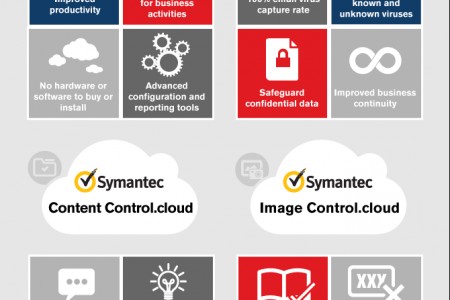 Improved
productivity
for business
activities
100% email virus
capture rate
known and
unknown viruses
No hardware or
software to buy or
install
Advanced
configuration and
reporting tools
Safeguard
confidential data
Improved business
continuity
Symantec
Content Control.cloud
Symantec
Image Control.cloud
XXX